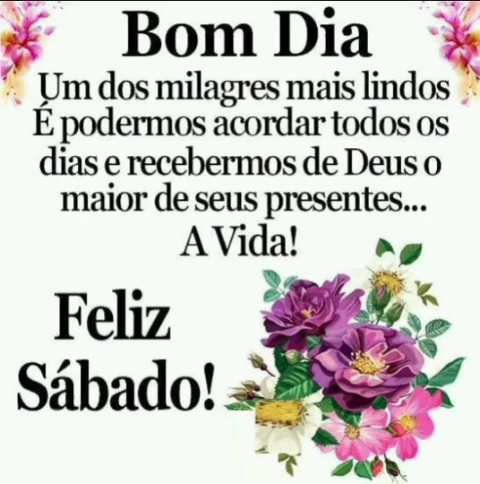 Bom Dia
Um dos milagres mais lindos
É podermos acordar todos os
dias e recebermos de Deus o
maior de seus presentes...
A Vida!
Feliz
Sábado!